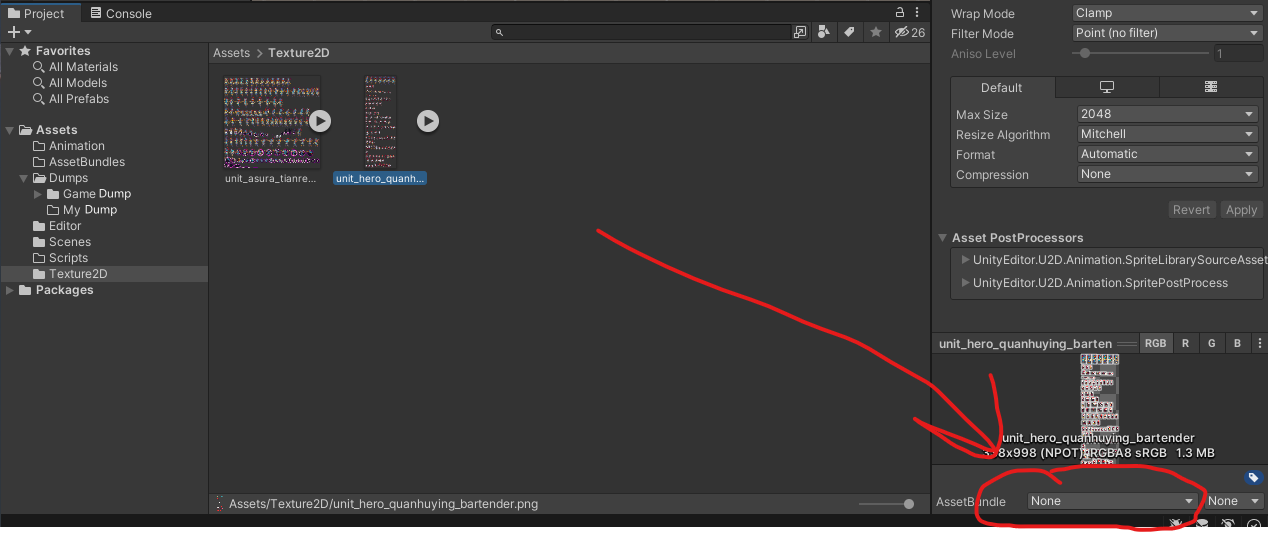 Project
Console
26
Favorites
All Materials
All Models
All Prefabs
Assets
Animation
AssetBundles
Dumps
Game Dump
My Dump
Editor
Scenes
Scripts
Texture2D
Packages
Assets > Texture2D
unit_asura_tianre...
unit_hero_quanh...
Assets/Texture2D/unit_hero_quanhuying_bartender.png
Wrap Mode Clamp
Filter Mode Point (no filter)
Aniso Level 1
Default
Max Size 2048
Resize Algorithm Mitchell
Format Automatic
Compression None
Revert Apply
Asset PostProcessors
UnityEditor.U2D.Animation.SpriteLibrarySourceAsset
UnityEditor.U2D.Animation.SpritePostProcess
unit_hero_quanhuying_barten RGB R G B
unit_hero_quanhuying_bartender
(NPOT) RGBA8 sRGB 1.3 MB
AssetBundle None None